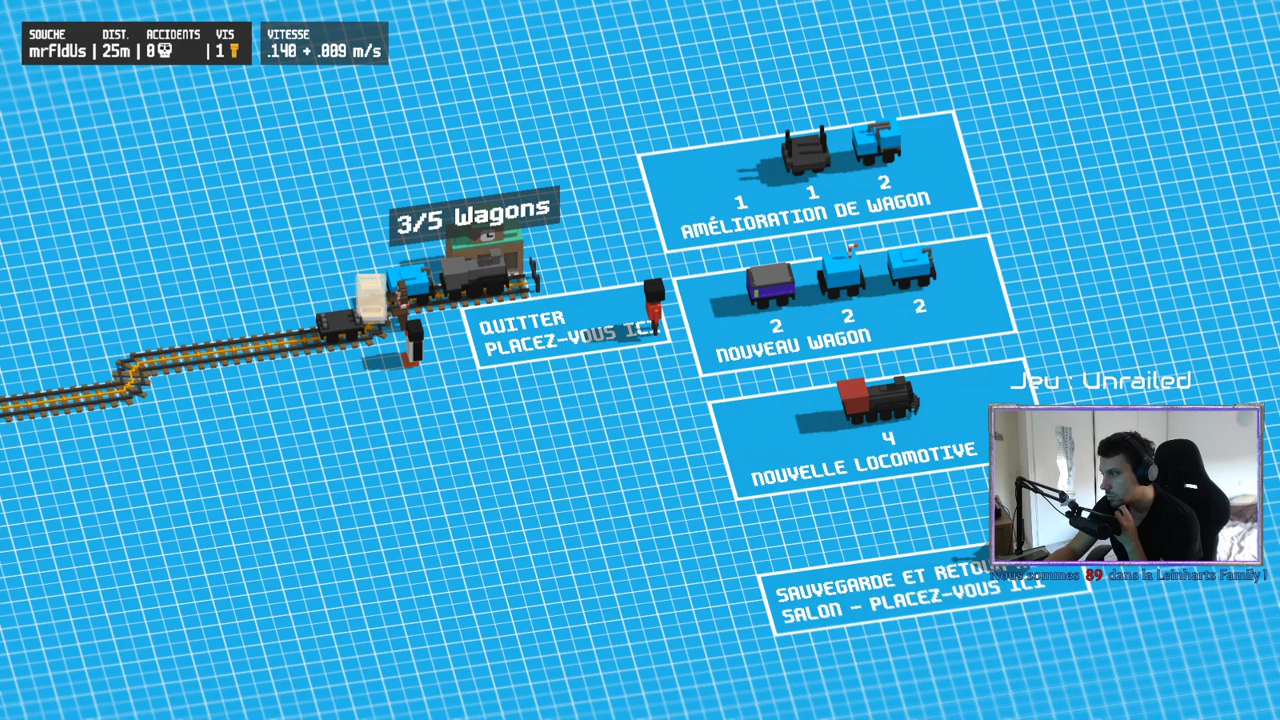 SOUCHE DIST. ACCIDENTS VIS
mrFldUs | 25m | 0 | 1
VITESSE
.140 + .009 m/s
3/5 Wagons
1 1 2
AMÉLIORATION DE WAGON
QUITTER
PLACEZ-VOUS ICI
2 2 2
NOUVEAU WAGON
Jeu : Unrailed
4
NOUVELLE LOCOMOTIVE
Nous sommes 89 dans la Leinharts Family !
SAUVEGARDE ET
SALON - PLACEZ-VOUS ICI